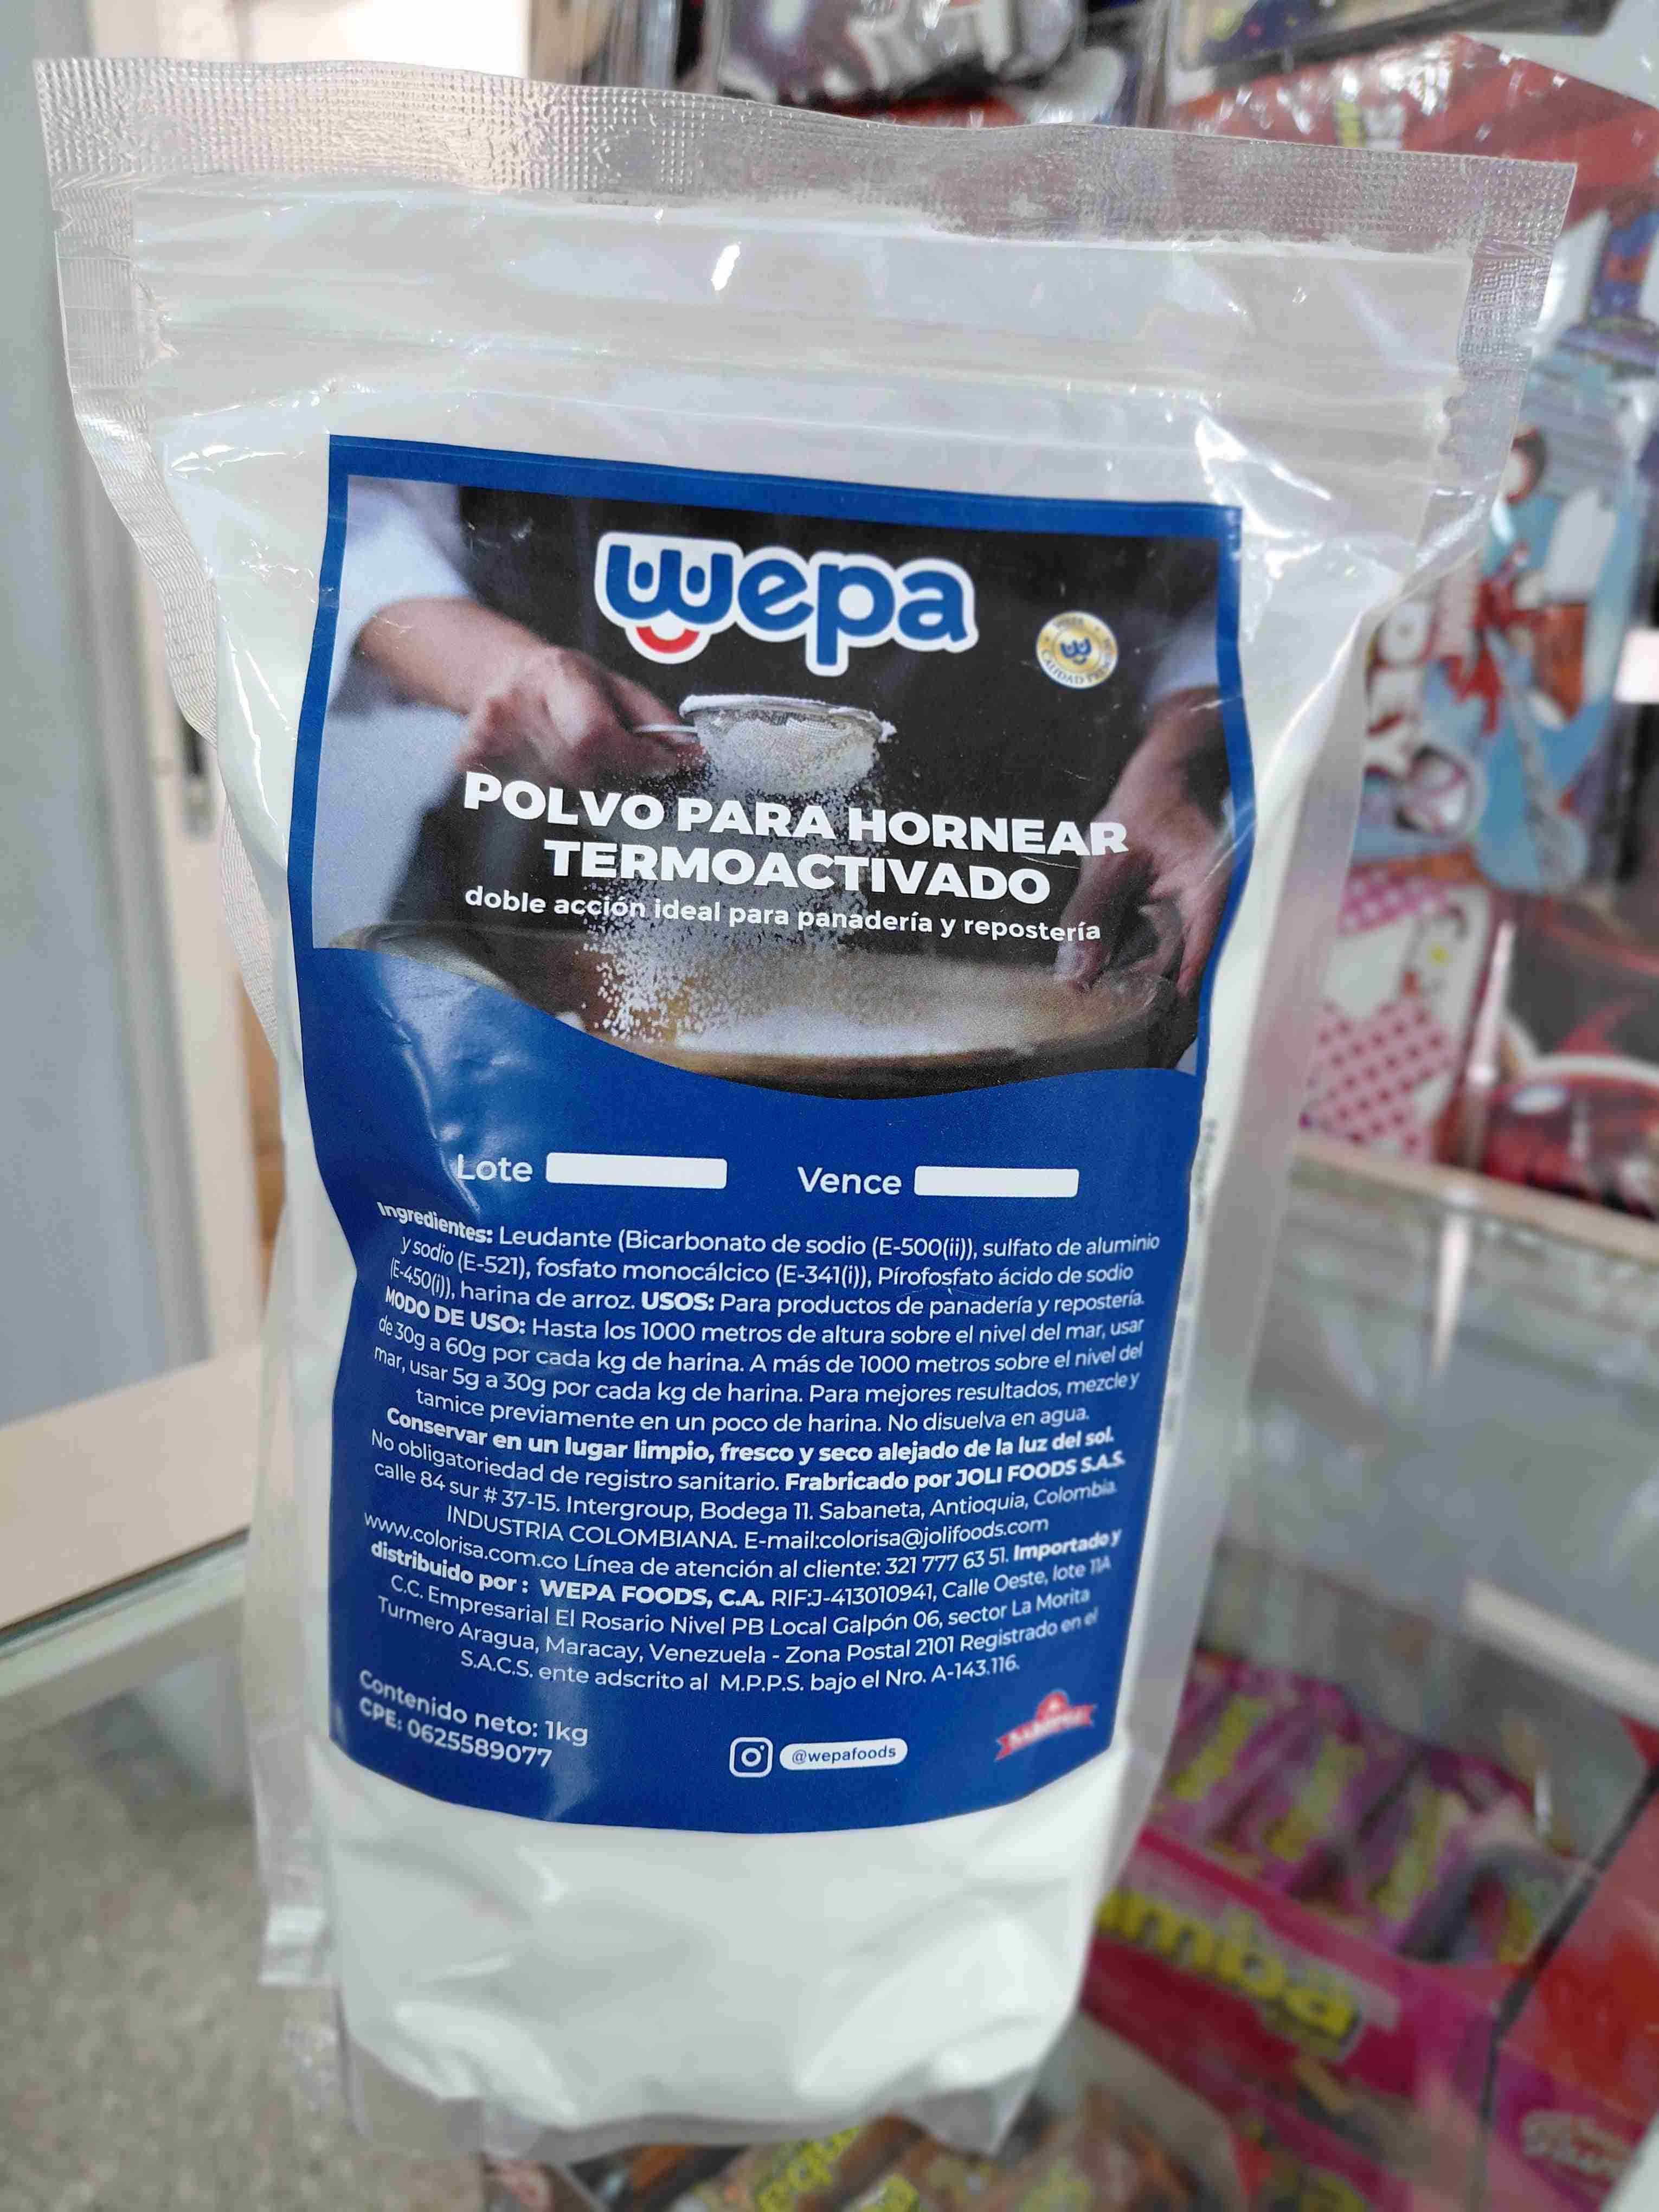 wepa
CALIDAD
POLVO PARA HORNEAR
TERMOACTIVADO
doble acción ideal para panadería y repostería
Lote
Vence
Ingredientes: Leudante (Bicarbonato de sodio (E-500(ii)), sulfato de aluminio
y sodio (E-521), fosfato monocálcico (E-341(i)), Pírofosfato ácido de sodio
(E-450(i)), harina de arroz. USOS: Para productos de panadería y repostería.
MODO DE USO: Hasta los 1000 metros de altura sobre el nivel del mar, usar
de 30g a 60g por cada kg de harina. A más de 1000 metros sobre el nivel del
mar, usar 5g a 30g por cada kg de harina. Para mejores resultados, mezcle y
tamice previamente en un poco de harina. No disuelva en agua.
Conservar en un lugar limpio, fresco y seco alejado de la luz del sol.
No obligatoriedad de registro sanitario. Frabricado por JOLI FOODS S.A.S.
calle 84 sur # 37-15. Intergroup, Bodega 11. Sabaneta, Antioquia, Colombia.
INDUSTRIA COLOMBIANA. E-mail:colorisa@jolifoods.com
www.colorisa.com.co Línea de atención al cliente: 321 777 63 51. Importado y
distribuido por : WEPA FOODS, C.A. RIF:J-413010941, Calle Oeste, lote 11A
C.C. Empresarial El Rosario Nivel PB Local Galpón 06, sector La Morita
Turmero Aragua, Maracay, Venezuela - Zona Postal 2101 Registrado en el
S.A.C.S. ente adscrito al M.P.P.S. bajo el Nro. A-143.116.
Contenido neto: 1kg
CPE: 0625589077
@wepafoods